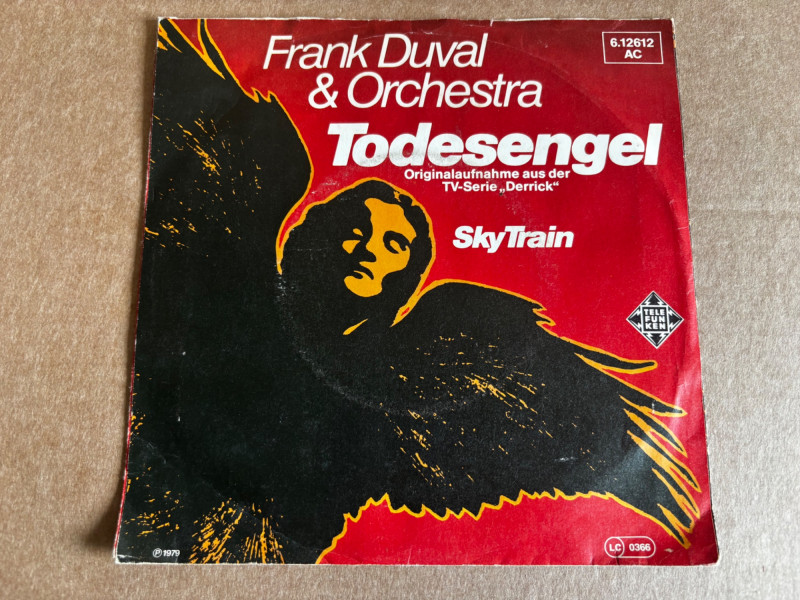 Frank Duval
& Orchestra
6.12612
AC
Todesengel
Originalaufnahme aus der
TV-Serie „Derrick“
SkyTrain
TELE
FUN
KEN
℗ 1979
LC 0366